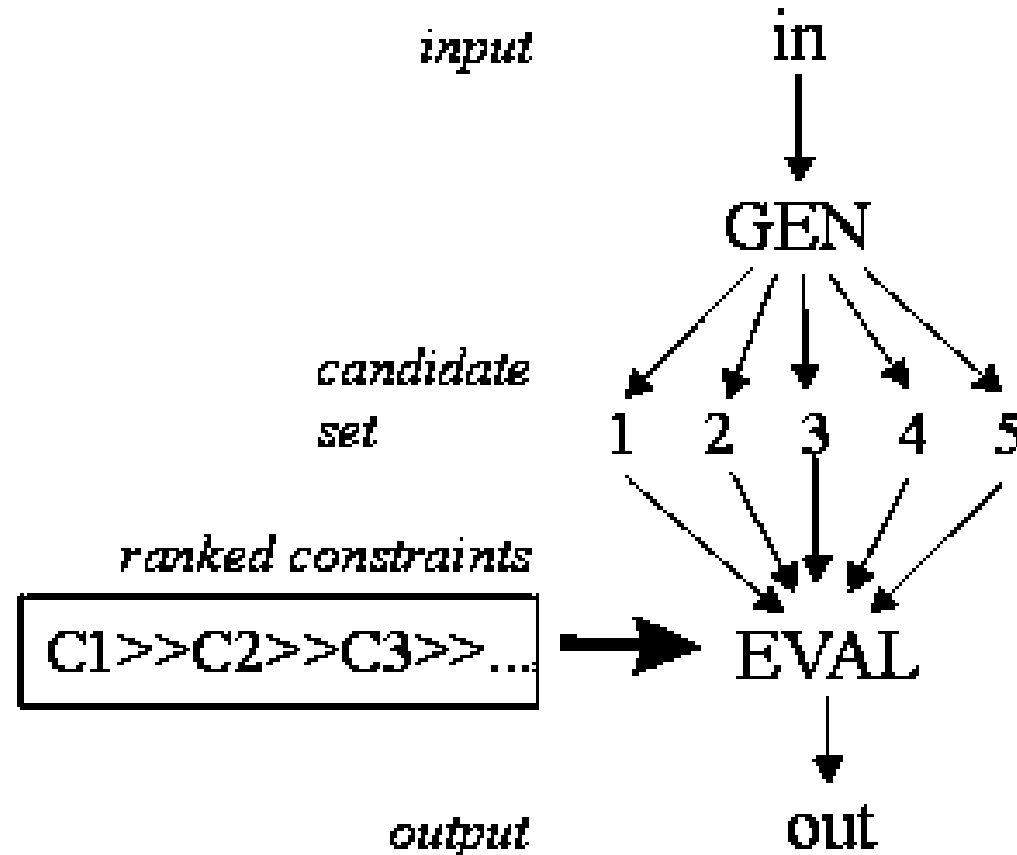 input in
GEN
candidate
set 1 2 3 4 5
ranked constraints
C1>>C2>>C3>>...
EVAL
output out